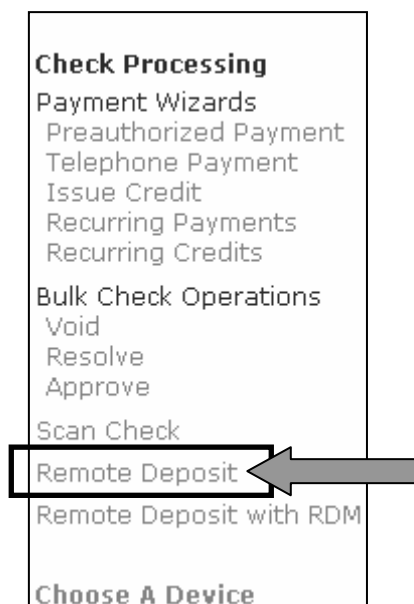 Check Processing
Payment Wizards
Preauthorized Payment
Telephone Payment
Issue Credit
Recurring Payments
Recurring Credits
Bulk Check Operations
Void
Resolve
Approve
Scan Check
Remote Deposit
Remote Deposit with RDM
Choose A Device